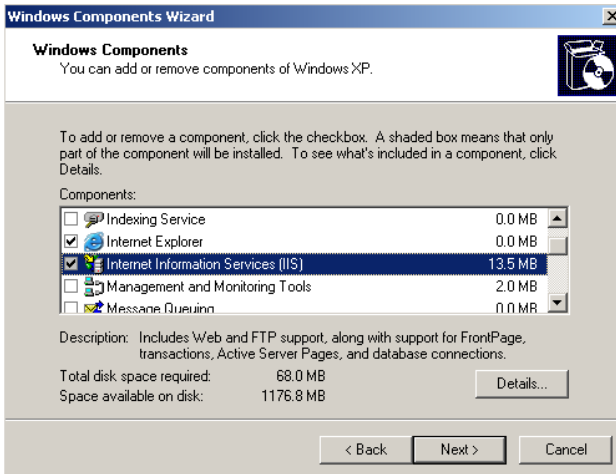 Windows Components Wizard
Windows Components
You can add or remove components of Windows XP.
To add or remove a component, click the checkbox. A shaded box means that only
part of the component will be installed. To see what's included in a component, click
Details.
Components:
Indexing Service 0.0 MB
Internet Explorer 0.0 MB
Internet Information Services (IIS) 13.5 MB
Management and Monitoring Tools 2.0 MB
Message Queuing 0.0 MB
Description: Includes Web and FTP support, along with support for FrontPage,
transactions, Active Server Pages, and database connections.
Total disk space required: 68.0 MB
Space available on disk: 1176.8 MB
Details...
< Back Next > Cancel